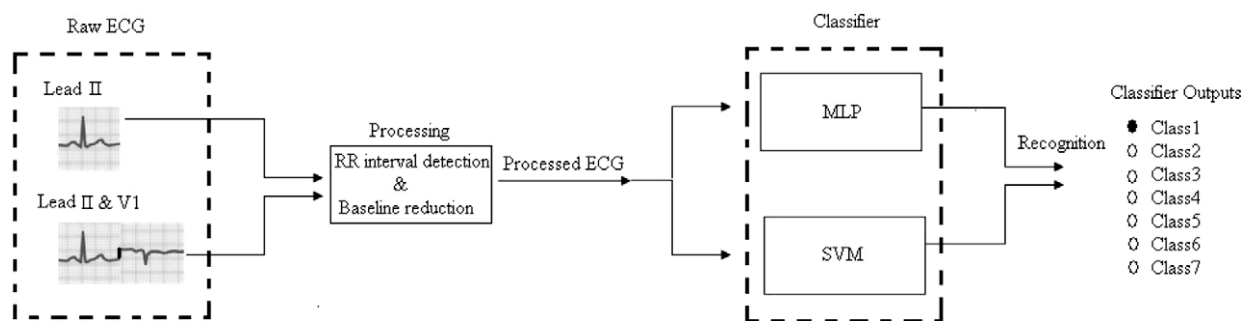 Raw ECG
Lead II
Lead II & V1
Processing
RR interval detection
&
Baseline reduction
Processed ECG
Classifier
MLP
SVM
Recognition
Classifier Outputs
Class1
Class2
Class3
Class4
Class5
Class6
Class7